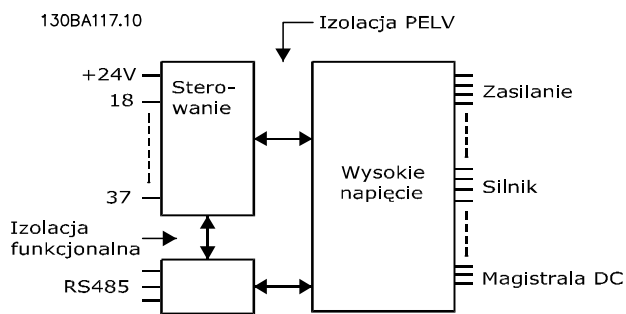 130BA117.10
Izolacja PELV
+24V
Stero-
wanie
18
37
Wysokie
napięcie
Zasilanie
Silnik
Magistrala DC
Izolacja
funkcjonalna
RS485